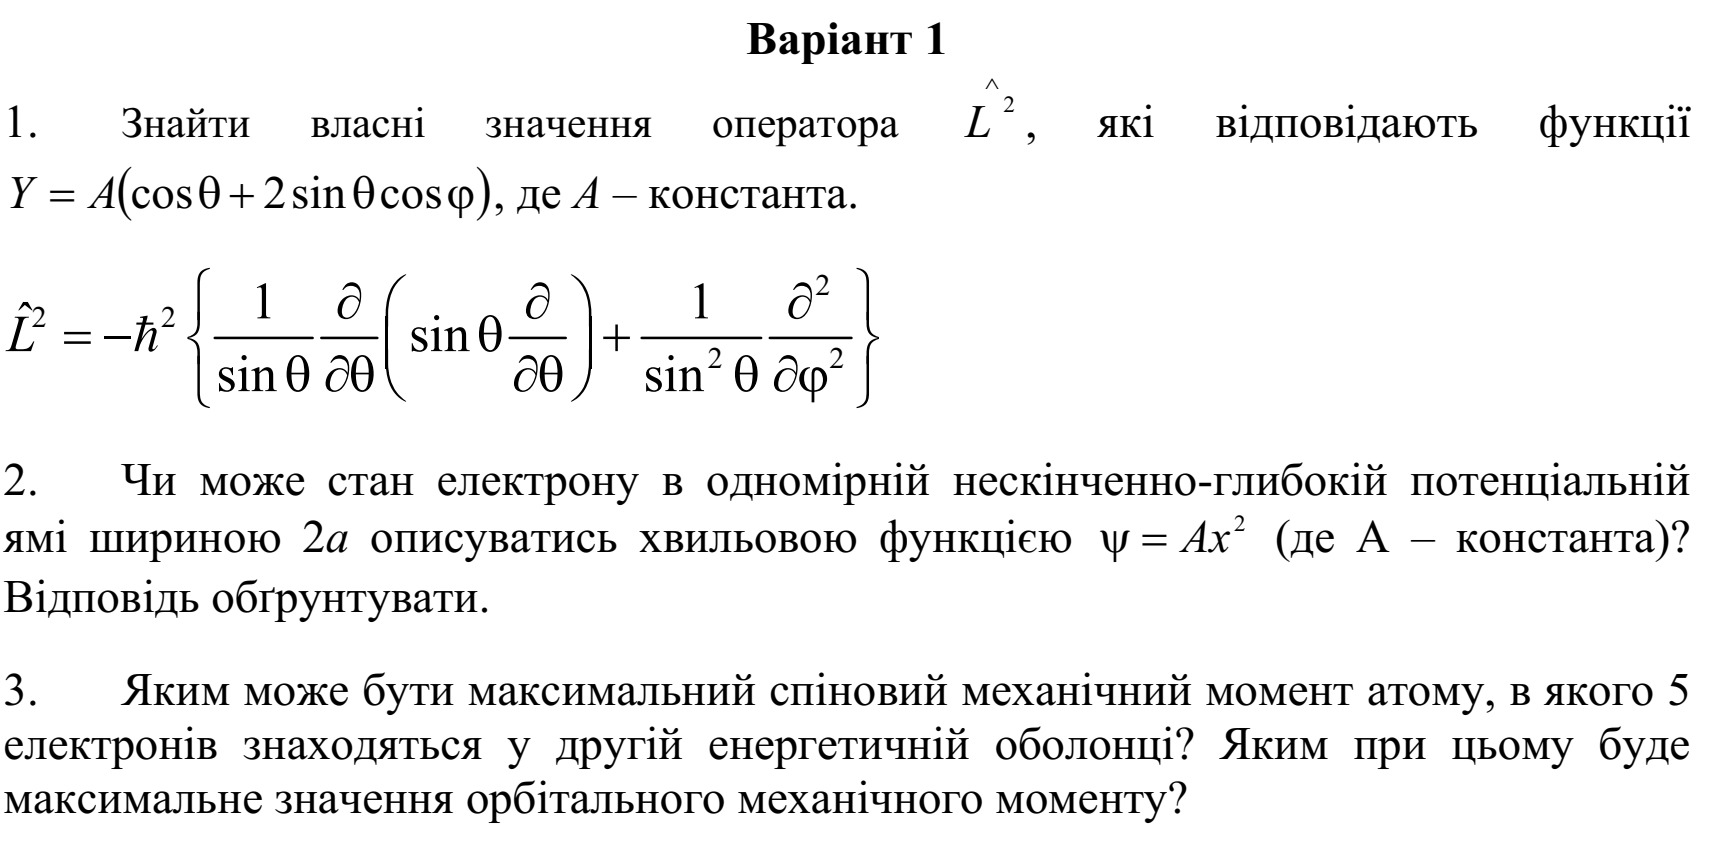 Варіант 1
1. Знайти власні значення оператора $\hat{L}^2$, які відповідають функції
$Y = A(\cos\theta + 2\sin\theta\cos\varphi)$, де A – константа.
$\hat{L}^2 = -\hbar^2 \left\{ \frac{1}{\sin\theta} \frac{\partial}{\partial\theta} \left( \sin\theta \frac{\partial}{\partial\theta} \right) + \frac{1}{\sin^2\theta} \frac{\partial^2}{\partial\varphi^2} \right\}$
2. Чи може стан електрону в одномірній нескінченно-глибокій потенціальній
ямі шириною 2a описуватись хвильовою функцією $\psi = Ax^2$ (де А – константа)?
Відповідь обґрунтувати.
3. Яким може бути максимальний спіновий механічний момент атому, в якого 5
електронів знаходяться у другій енергетичній оболонці? Яким при цьому буде
максимальне значення орбітального механічного моменту?